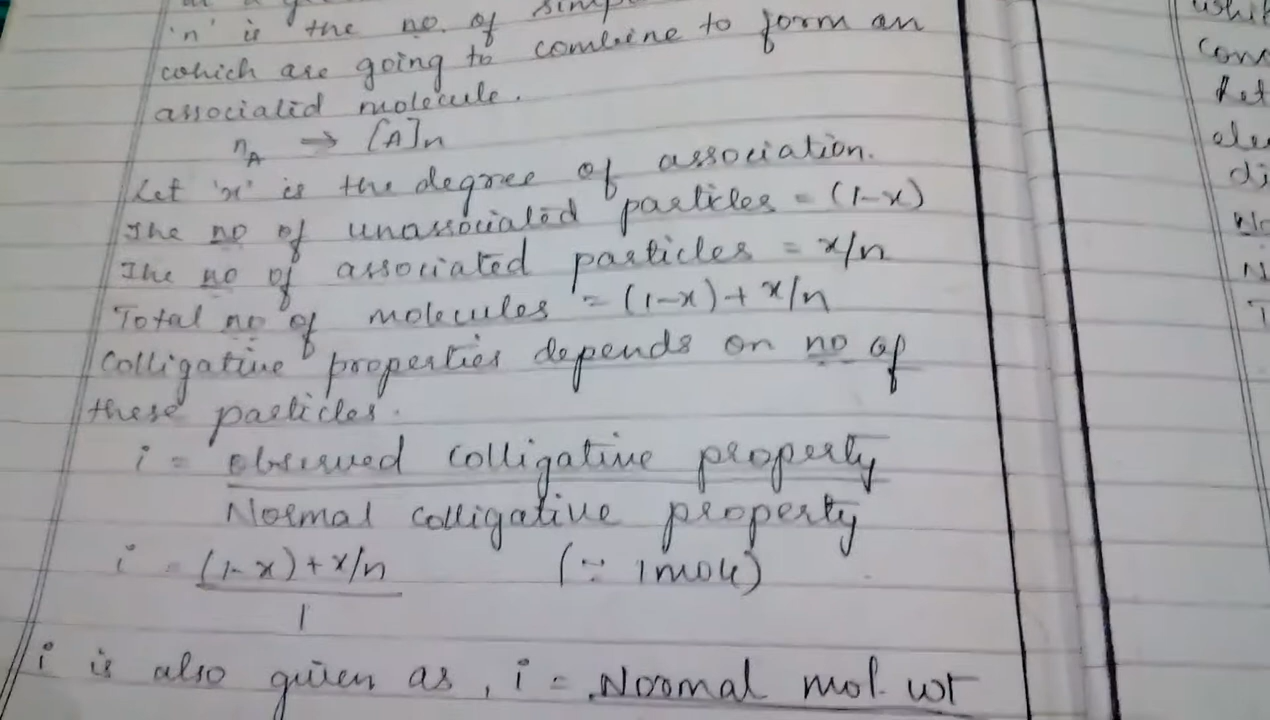 'n' is the no. of
which are going to combine to form an
associated molecule.
nA → [A]n
Let 'x' is the degree of association.
The no of unassociated particles = (1-x)
The no of associated particles = x/n
Total no of molecules = (1-x) + x/n
Colligative properties depends on no of
these particles.
i = observed colligative property
Normal colligative property
i = (1-x)+x/n (∵ 1mole)
1
i is also given as, i = Normal mol. wt